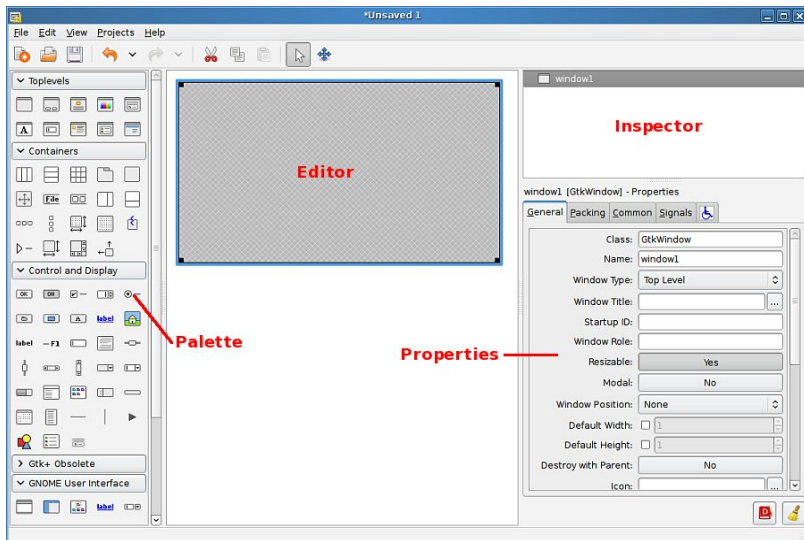 *Unsaved 1
File Edit View Projects Help
Toplevels
A
Containers
File
Control and Display
OK OK
A label
label F1
Gtk+ Obsolete
GNOME User Interface
label
Editor
Palette
window1
Inspector
window1 [GtkWindow] - Properties
General Packing Common Signals
Class: GtkWindow
Name: window1
Window Type: Top Level
Window Title: ...
Startup ID:
Window Role:
Properties
Resizable: Yes
Modal: No
Window Position: None
Default Width: 1
Default Height: 1
Destroy with Parent: No
Icon: ...